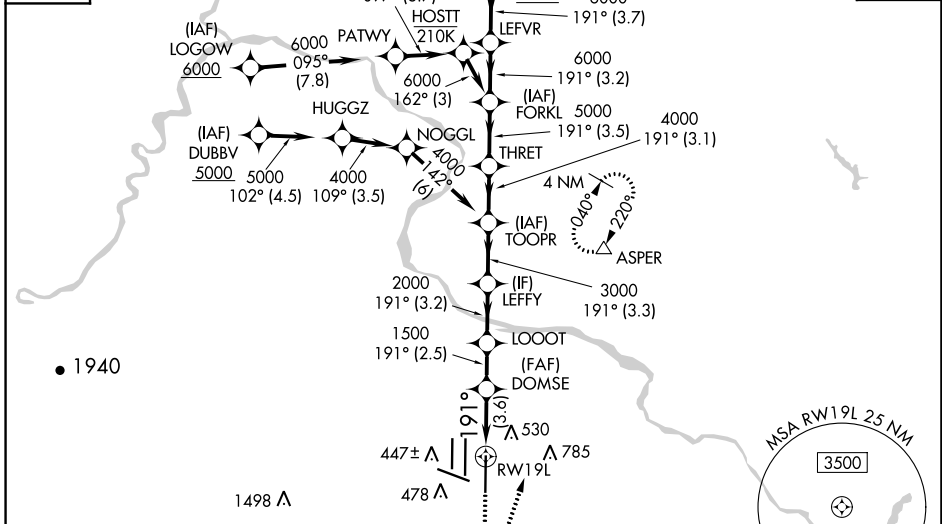 191° (3.7)
(IAF)
LOGOW
6000
6000
095°
(7.8)
PATWY
HOSTT
210K
LEFVR
6000
162° (3)
6000
191° (3.2)
(IAF)
FORKL
5000
191° (3.5)
4000
191° (3.1)
(IAF)
DUBBV
5000
HUGGZ
NOGGL
THRET
5000
102° (4.5)
4000
109° (3.5)
4000
142°
(6)
4 NM
040°
220°
ASPER
(IAF)
TOOPR
(IF)
LEFFY
3000
191° (3.3)
2000
191° (3.2)
1500
191° (2.5)
LOOOT
(FAF)
DOMSE
1940
191°
(3.6)
530
447±
785
RW19L
478
1498
MSA RW19L 25 NM
3500